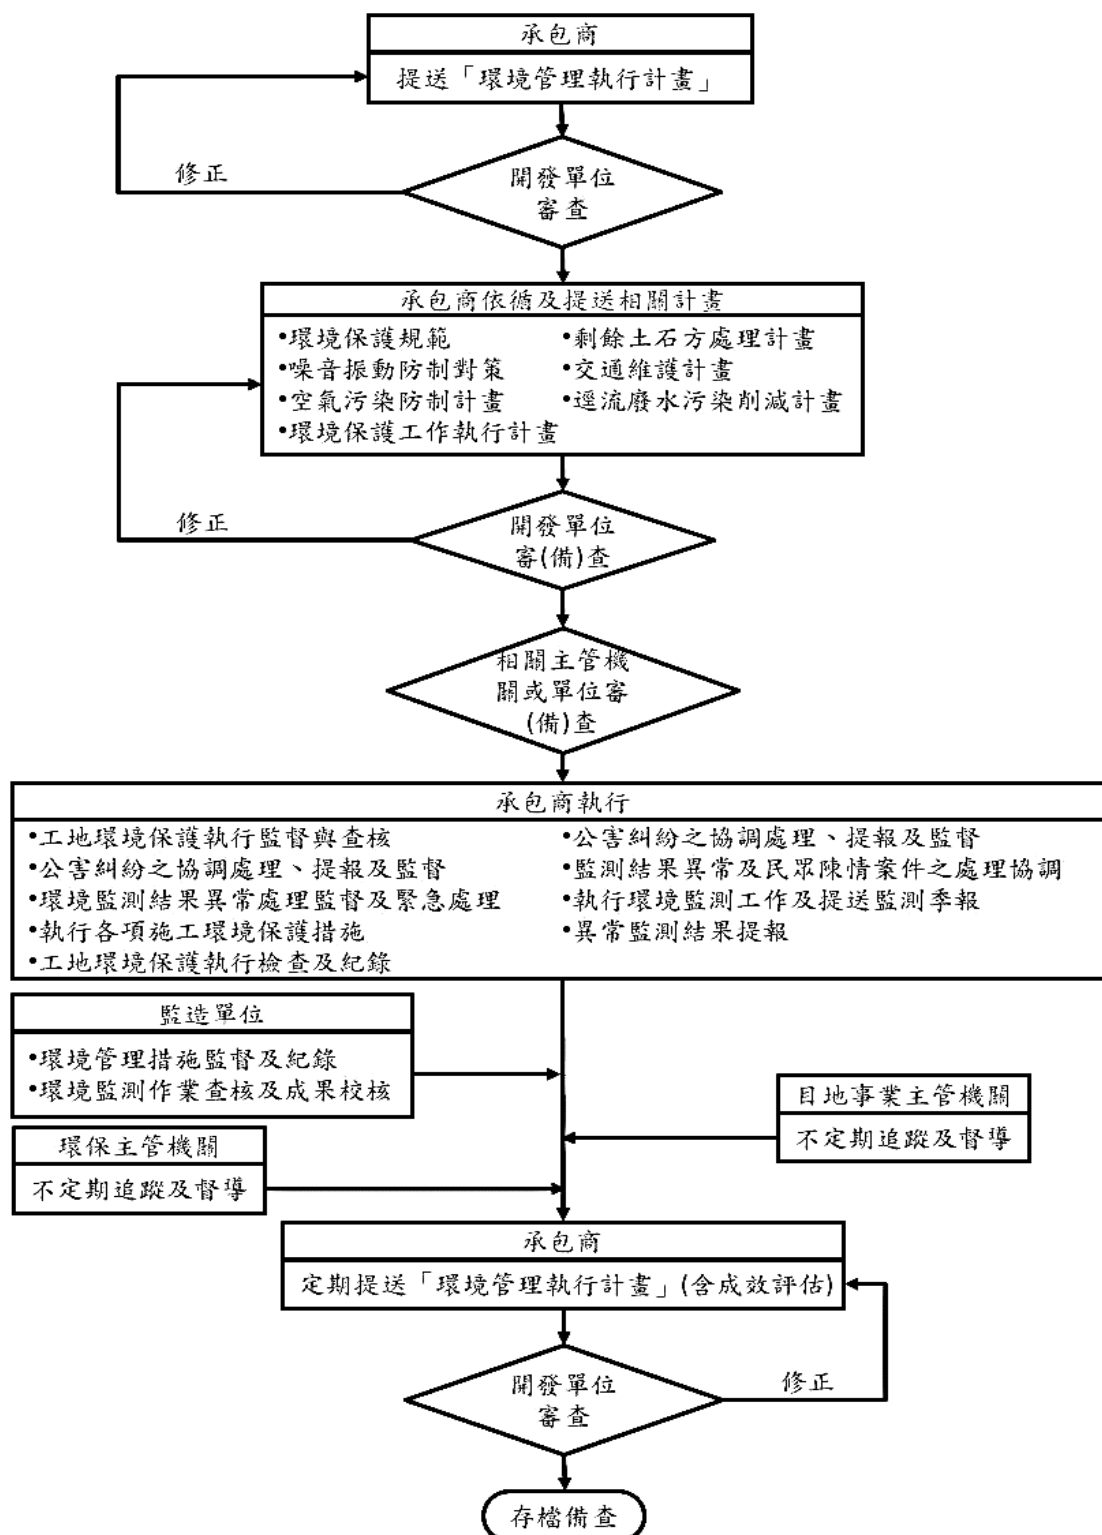 承包商
提送「環境管理執行計畫」
修正
開發單位
審查
承包商依循及提送相關計畫
•環境保護規範
•剩餘土石方處理計畫
•噪音振動防制對策
•交通維護計畫
•空氣污染防制計畫
•逕流廢水污染削減計畫
•環境保護工作執行計畫
修正
開發單位
審(備)查
相關主管機
關或單位審
(備)查
承包商執行
•工地環境保護執行監督與查核
•公害糾紛之協調處理、提報及監督
•環境監測結果異常處理監督及緊急處理
•執行各項施工環境保護措施
•工地環境保護執行檢查及紀錄
•公害糾紛之協調處理、提報及監督
•監測結果異常及民眾陳情案件之處理協調
•執行環境監測工作及提送監測季報
•異常監測結果提報
監造單位
•環境管理措施監督及紀錄
•環境監測作業查核及成果校核
目地事業主管機關
不定期追蹤及督導
環保主管機關
不定期追蹤及督導
承包商
定期提送「環境管理執行計畫」(含成效評估)
開發單位
審查
修正
存檔備查